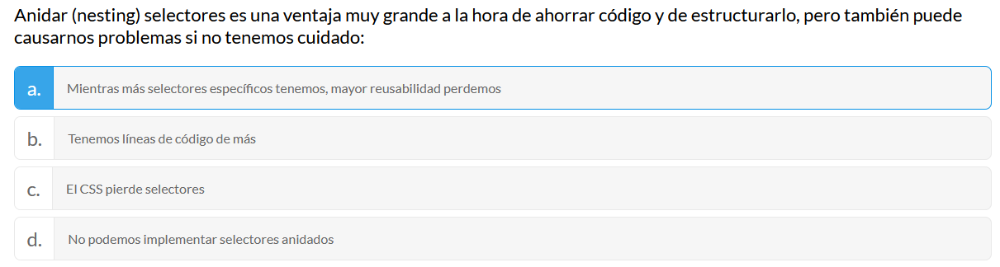 Anidar (nesting) selectores es una ventaja muy grande a la hora de ahorrar código y de estructurarlo, pero también puede
causarnos problemas si no tenemos cuidado:
a. Mientras más selectores específicos tenemos, mayor reusabilidad perdemos
b. Tenemos líneas de código de más
c. El CSS pierde selectores
d. No podemos implementar selectores anidados